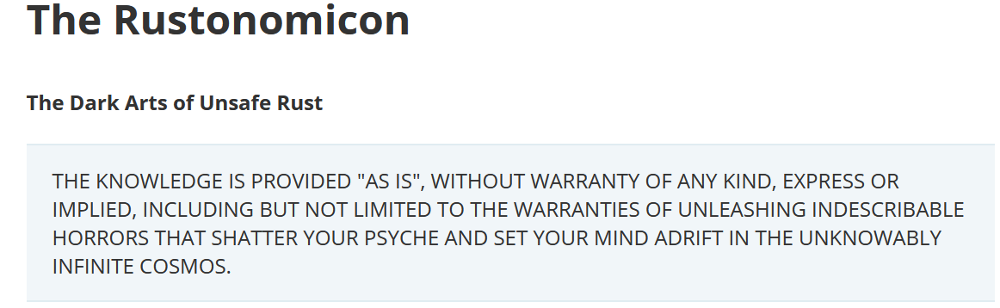 The Rustonomicon
The Dark Arts of Unsafe Rust
THE KNOWLEDGE IS PROVIDED "AS IS", WITHOUT WARRANTY OF ANY KIND, EXPRESS OR
IMPLIED, INCLUDING BUT NOT LIMITED TO THE WARRANTIES OF UNLEASHING INDESCRIBABLE
HORRORS THAT SHATTER YOUR PSYCHE AND SET YOUR MIND ADRIFT IN THE UNKNOWABLY
INFINITE COSMOS.